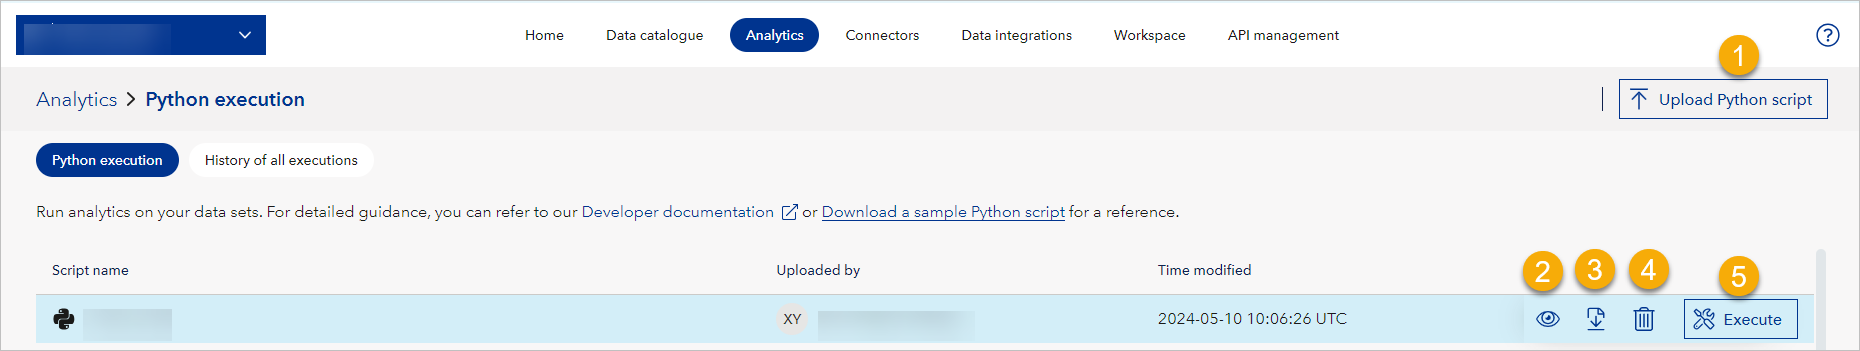 Home Data catalogue Analytics Connectors Data integrations Workspace API management ?
1
Analytics > Python execution Upload Python script
Python execution History of all executions
Run analytics on your data sets. For detailed guidance, you can refer to our Developer documentation or Download a sample Python script for a reference.
Script name Uploaded by Time modified 2 3 4 5
XY 2024-05-10 10:06:26 UTC Execute